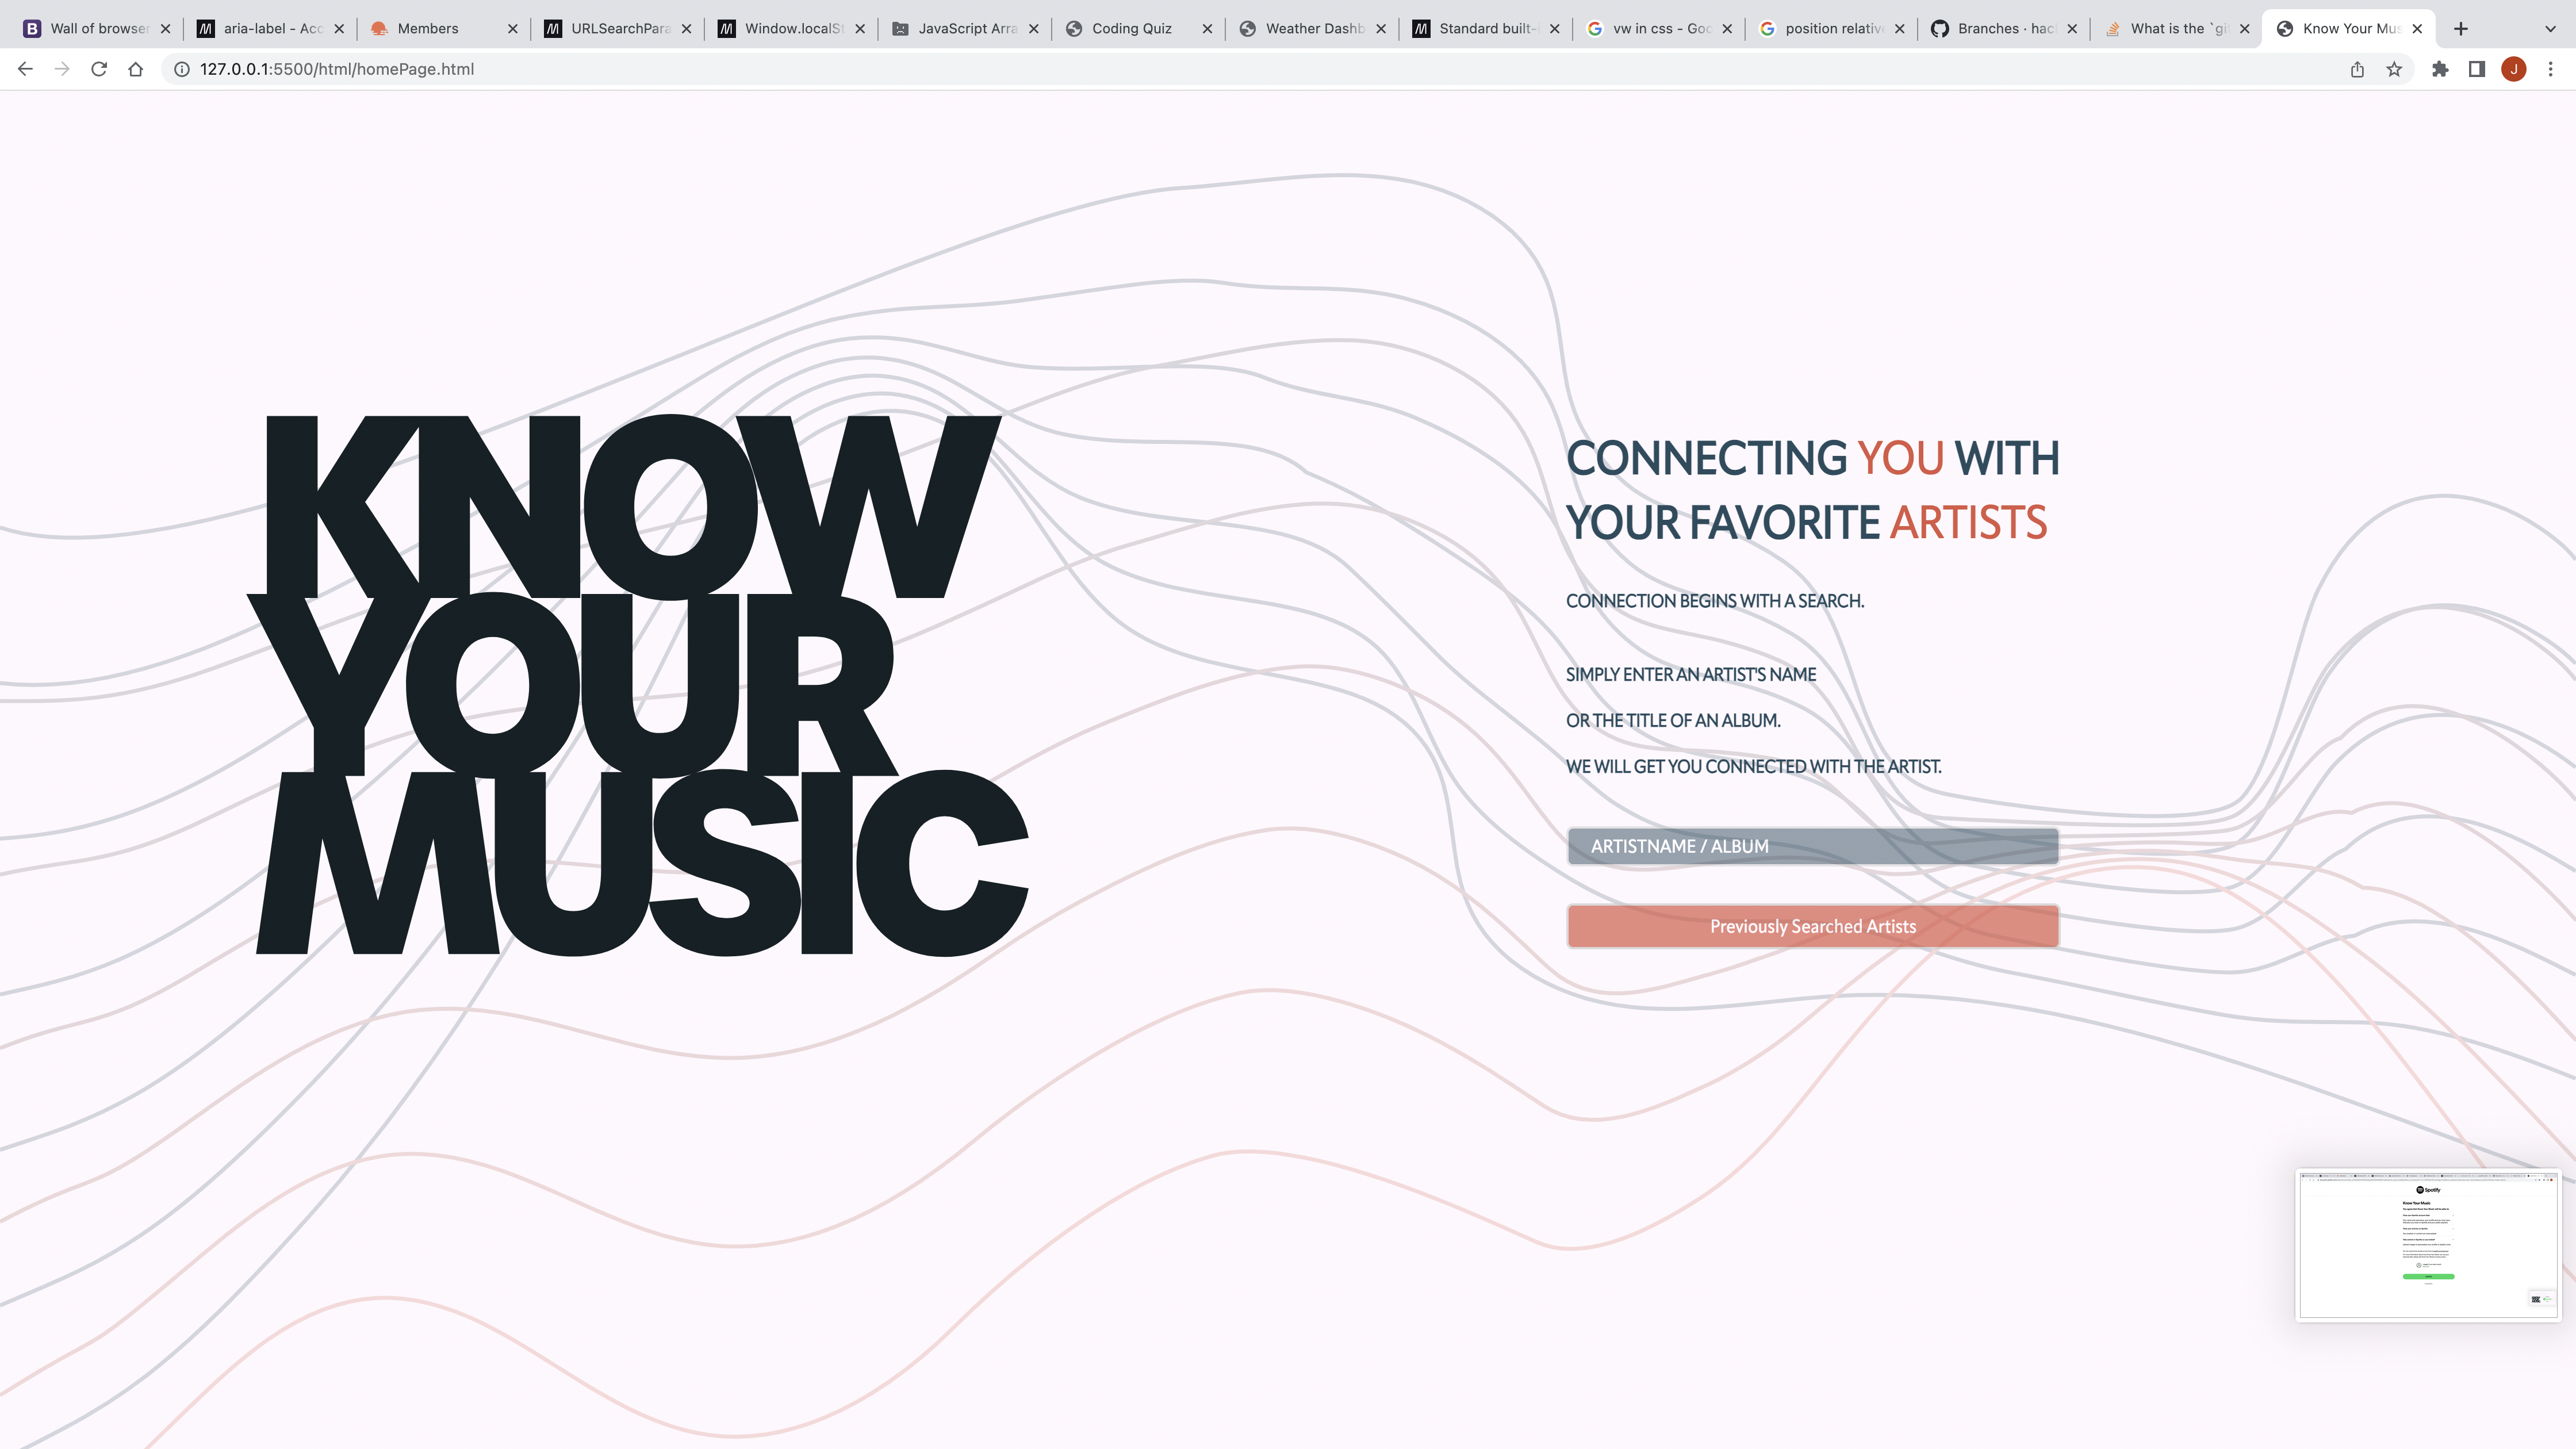 Wall of browser
aria-label - Acc
Members
URLSearchPara
Window.localSt
JavaScript Arra
Coding Quiz
Weather Dashb
Standard built-
vw in css - Goo
position relativ
Branches · hac
What is the `gi
Know Your Mus
127.0.0.1:5500/html/homePage.html
J
KNOW
YOUR
MUSIC
CONNECTING YOU WITH
YOUR FAVORITE ARTISTS
CONNECTION BEGINS WITH A SEARCH.
SIMPLY ENTER AN ARTIST'S NAME
OR THE TITLE OF AN ALBUM.
WE WILL GET YOU CONNECTED WITH THE ARTIST.
ARTISTNAME / ALBUM
Previously Searched Artists
Spotify
Know Your Music